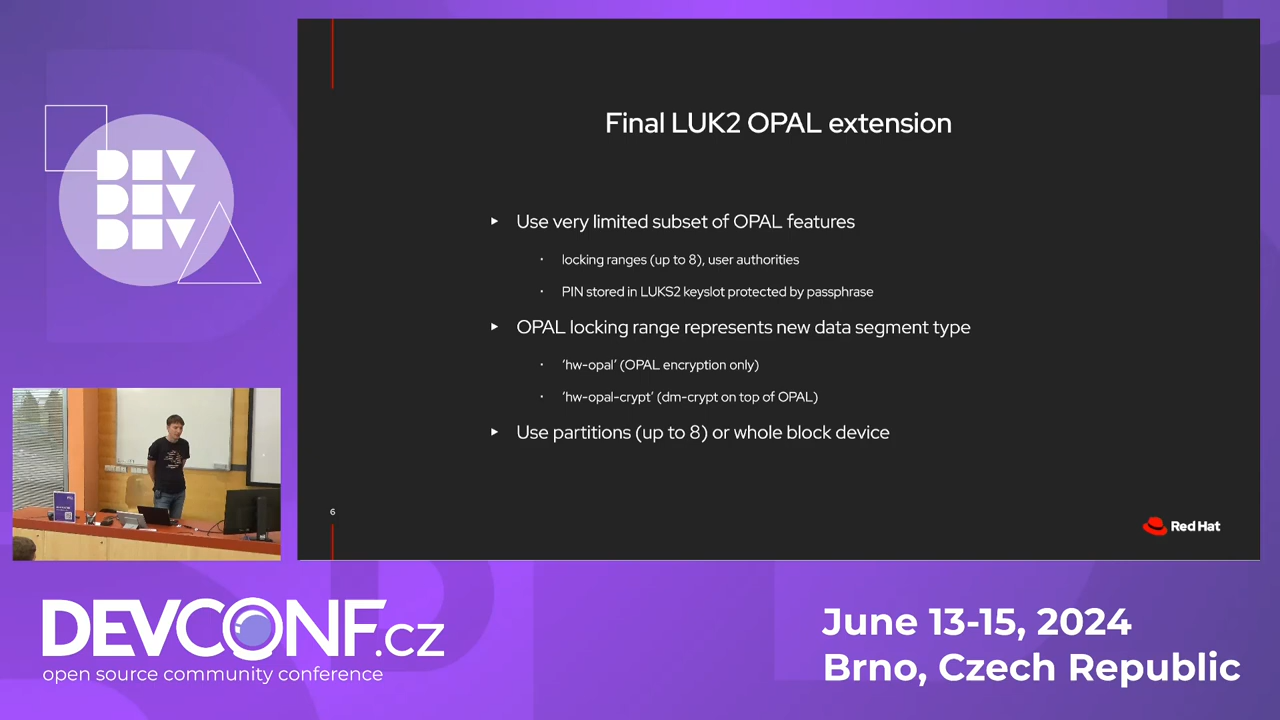 DEV
DEV
DEV
Final LUK2 OPAL extension
Use very limited subset of OPAL features
locking ranges (up to 8), user authorities
PIN stored in LUKS2 keyslot protected by passphrase
OPAL locking range represents new data segment type
'hw-opal' (OPAL encryption only)
'hw-opal-crypt' (dm-crypt on top of OPAL)
Use partitions (up to 8) or whole block device
6
Red Hat
DEVCONF.cz
open source community conference
June 13-15, 2024
Brno, Czech Republic